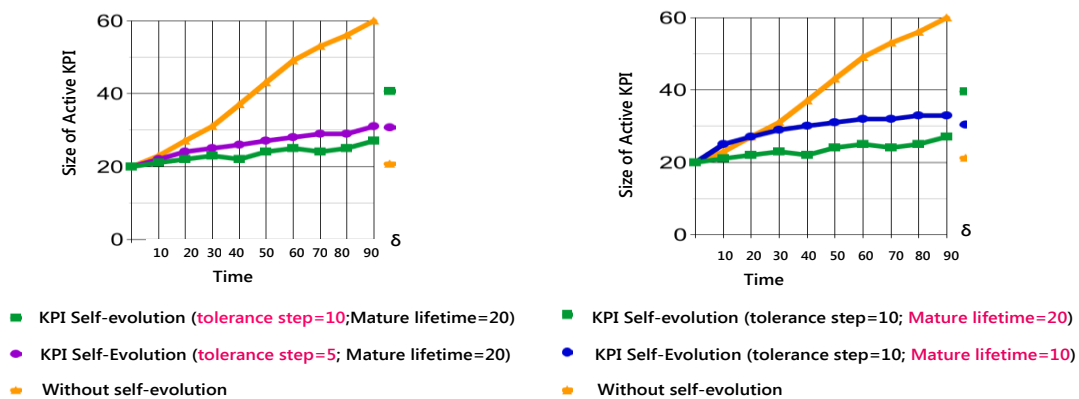 Size of Active KPI
60
40
20
0
10 20 30 40 50 60 70 80 90
δ
Time
KPI Self-evolution (tolerance step=10;Mature lifetime=20)
KPI Self-Evolution (tolerance step=5; Mature lifetime=20)
Without self-evolution
Size of Active KPI
60
40
20
0
10 20 30 40 50 60 70 80 90
δ
Time
KPI Self-evolution (tolerance step=10; Mature lifetime=20)
KPI Self-Evolution (tolerance step=10; Mature lifetime=10)
Without self-evolution